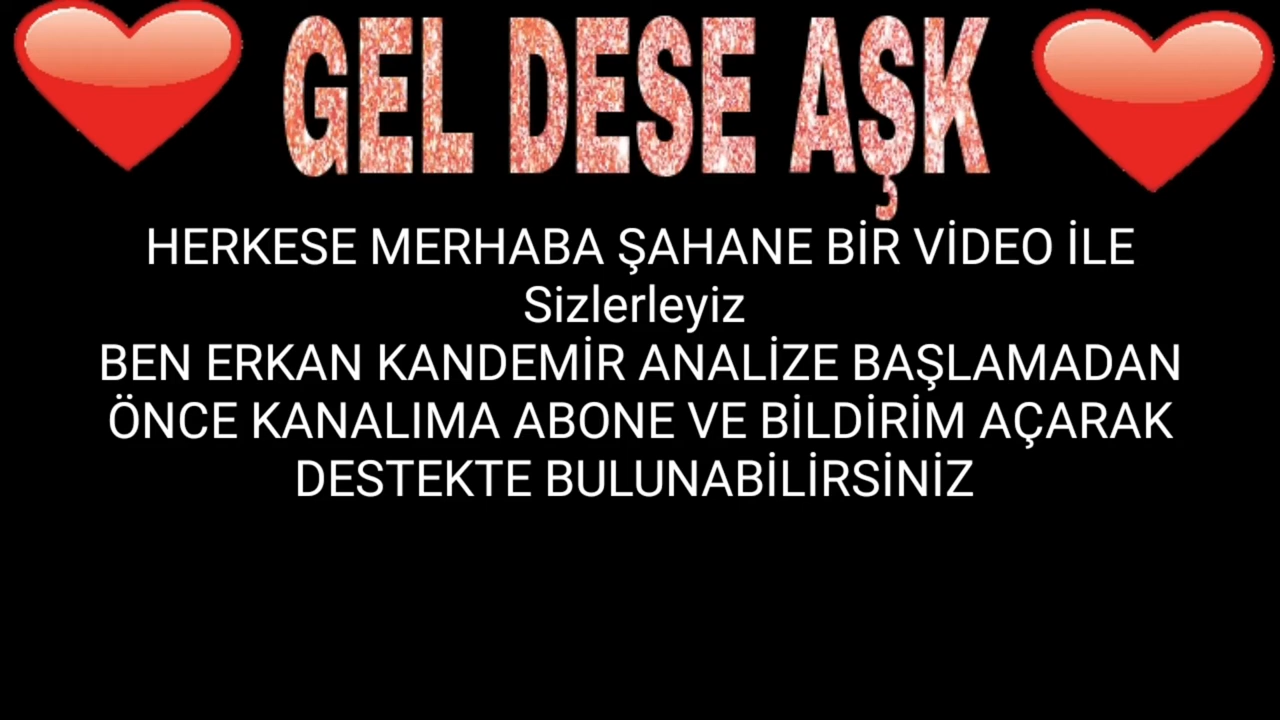 GEL DESE AŞK
HERKESE MERHABA ŞAHANE BİR VİDEO İLE
Sizlerleyiz
BEN ERKAN KANDEMİR ANALİZE BAŞLAMADAN
ÖNCE KANALIMA ABONE VE BİLDİRİM AÇARAK
DESTEKTE BULUNABİLİRSİNİZ